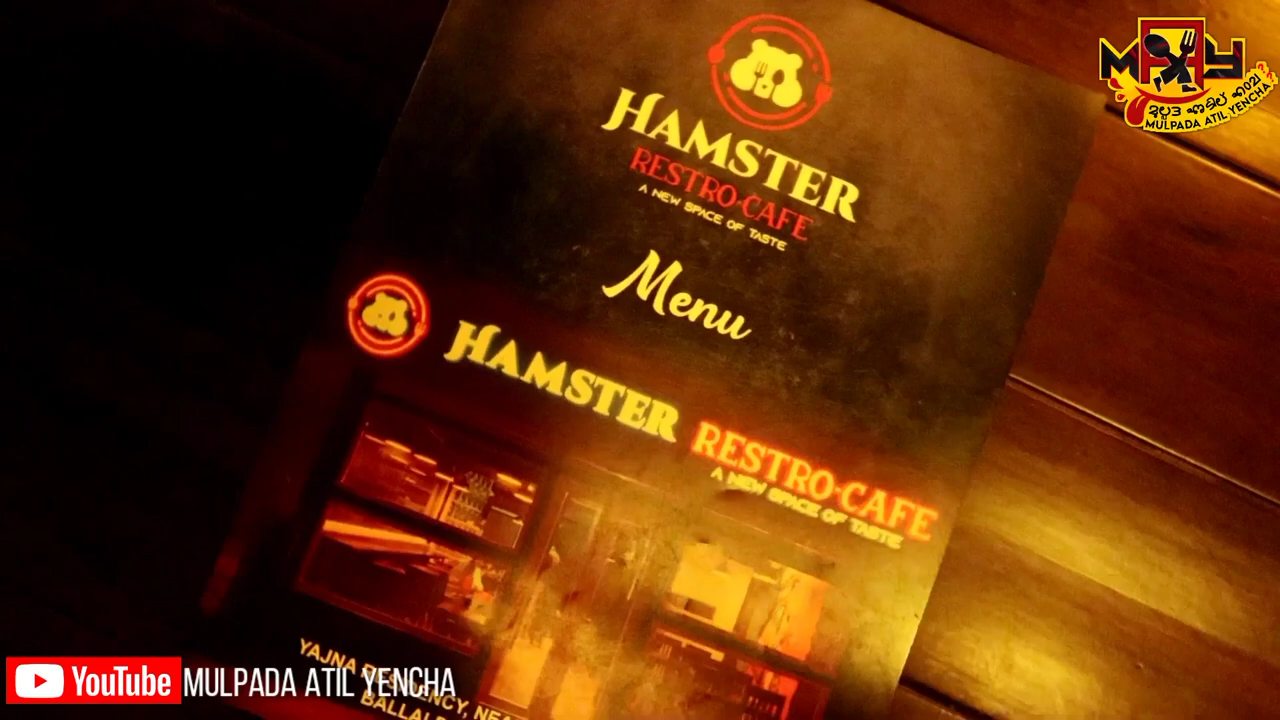 HAMSTER
RESTRO-CAFE
A NEW SPACE OF TASTE
Menu
HAMSTER RESTRO-CAFE
A NEW SPACE OF TASTE
YAJNA
MAAY
MULPADA ATIL YENCHA??
YouTube MULPADA ATIL YENCHA